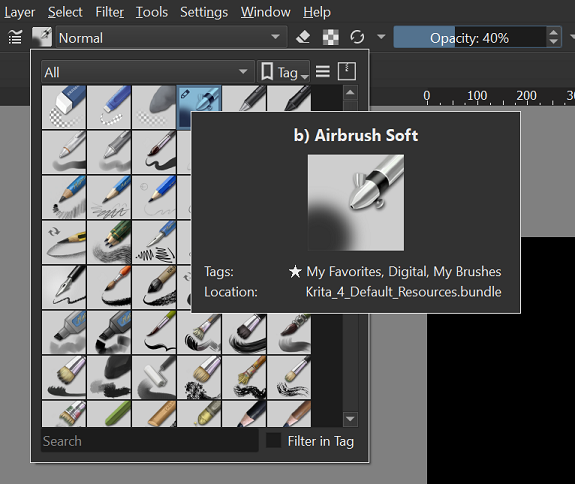 Layer Select Filter Tools Settings Window Help
Normal Opacity: 40%
All Tag
0 100 200 30
b) Airbrush Soft
Tags: ★ My Favorites, Digital, My Brushes
Location: Krita_4_Default_Resources.bundle
Search Filter in Tag